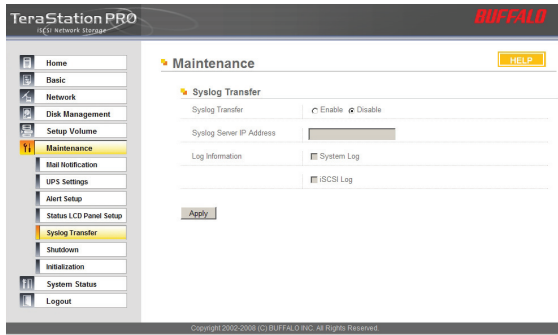 TeraStation PRO
iSCSI Network Storage
BUFFALO
Home
Basic
Network
Disk Management
Setup Volume
Maintenance
Mail Notification
UPS Settings
Alert Setup
Status LCD Panel Setup
Syslog Transfer
Shutdown
Initialization
System Status
Logout
Maintenance
HELP
Syslog Transfer
Syslog Transfer Enable Disable
Syslog Server IP Address
Log Information System Log
iSCSI Log
Apply
Copyright 2002-2008 (C) BUFFALO INC. All Rights Reserved.